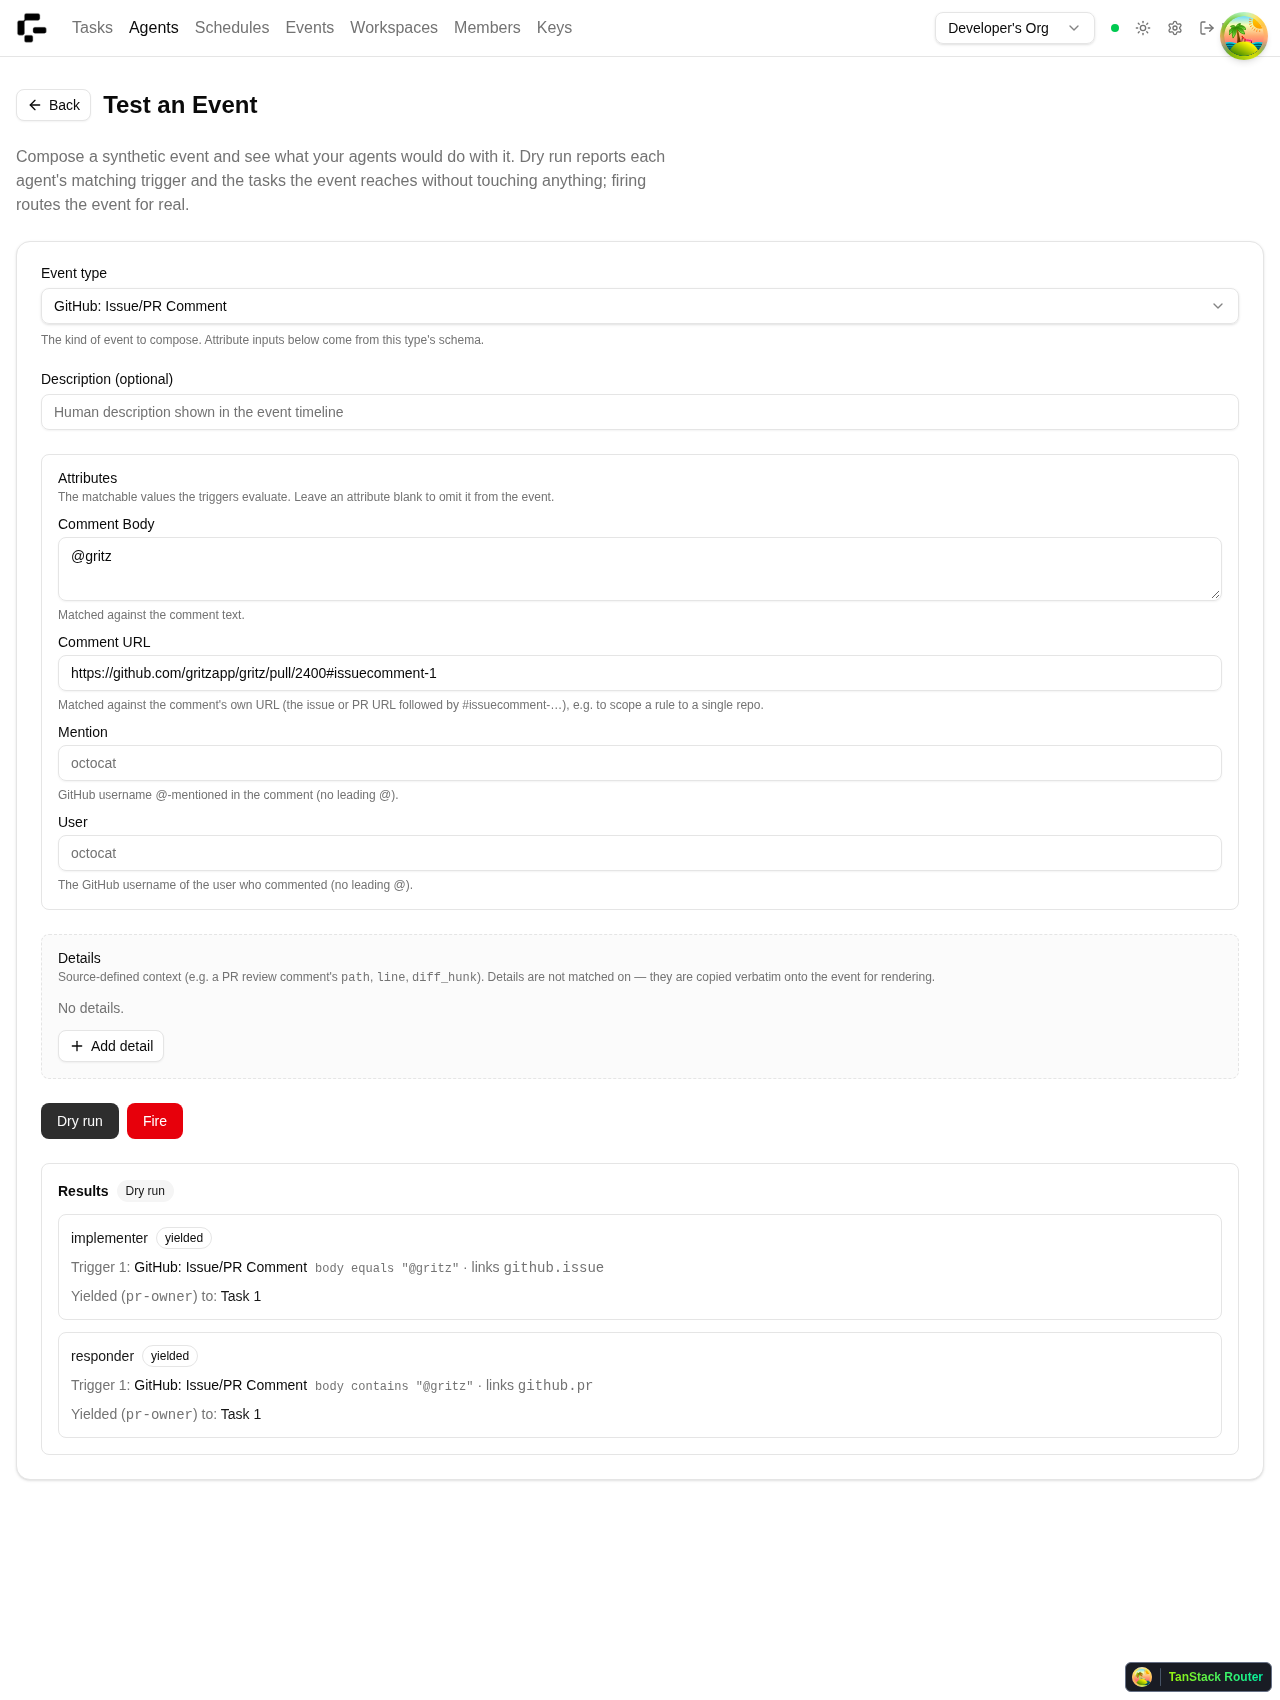 Tasks Agents Schedules Events Workspaces Members Keys Developer's Org
Back Test an Event
Compose a synthetic event and see what your agents would do with it. Dry run reports each
agent's matching trigger and the tasks the event reaches without touching anything; firing
routes the event for real.
Event type
GitHub: Issue/PR Comment
The kind of event to compose. Attribute inputs below come from this type's schema.
Description (optional)
Human description shown in the event timeline
Attributes
The matchable values the triggers evaluate. Leave an attribute blank to omit it from the event.
Comment Body
@gritz
Matched against the comment text.
Comment URL
https://github.com/gritzapp/gritz/pull/2400#issuecomment-1
Matched against the comment's own URL (the issue or PR URL followed by #issuecomment-…), e.g. to scope a rule to a single repo.
Mention
octocat
GitHub username @-mentioned in the comment (no leading @).
User
octocat
The GitHub username of the user who commented (no leading @).
Details
Source-defined context (e.g. a PR review comment's path, line, diff_hunk). Details are not matched on — they are copied verbatim onto the event for rendering.
No details.
Add detail
Dry run Fire
Results Dry run
implementer yielded
Trigger 1: GitHub: Issue/PR Comment body equals "@gritz" · links github.issue
Yielded (pr-owner) to: Task 1
responder yielded
Trigger 1: GitHub: Issue/PR Comment body contains "@gritz" · links github.pr
Yielded (pr-owner) to: Task 1
TanStack Router